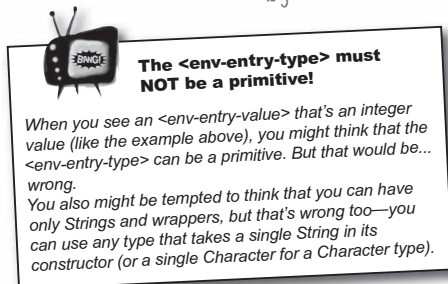 BANG!
The <env-entry-type> must
NOT be a primitive!
When you see an <env-entry-value> that's an integer
value (like the example above), you might think that the
<env-entry-type> can be a primitive. But that would be...
wrong.
You also might be tempted to think that you can have
only Strings and wrappers, but that's wrong too—you
can use any type that takes a single String in its
constructor (or a single Character for a Character type).